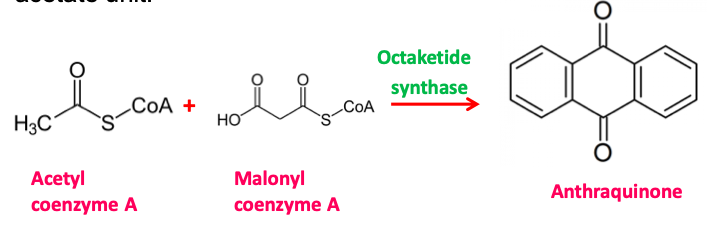 acetate unit.
O
H₃C
S
CoA
+
O
O
HO
S
CoA
Octaketide
synthase
O
O
Acetyl
coenzyme A
Malonyl
coenzyme A
Anthraquinone